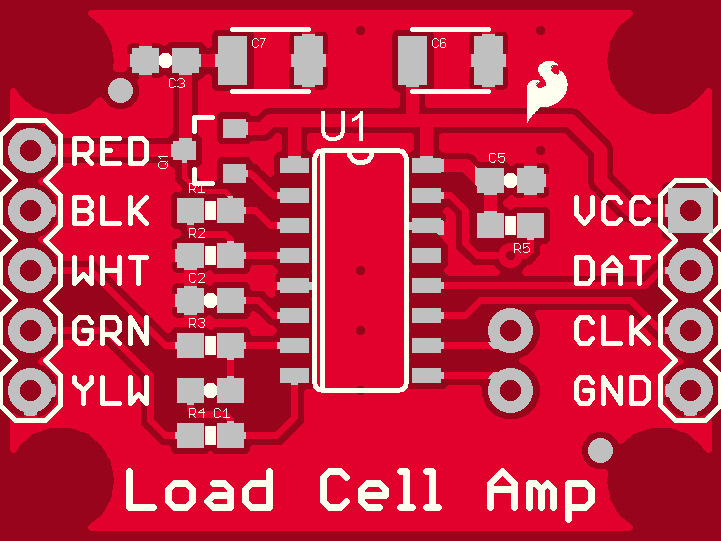 C7
C6
C3
U1
Q1
RED
C5
R1
BLK
VCC
R2
R5
WHT
C2
DAT
GRN
R3
CLK
YLW
R4 C1
GND
Load Cell Amp